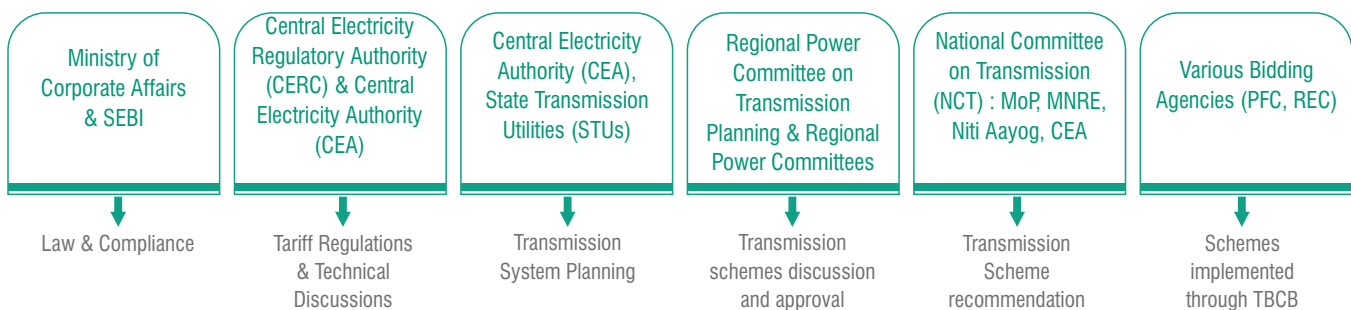 Ministry of
Corporate Affairs
& SEBI
Law & Compliance
Central Electricity
Regulatory Authority
(CERC) & Central
Electricity Authority
(CEA)
Tariff Regulations
& Technical
Discussions
Central Electricity
Authority (CEA),
State Transmission
Utilities (STUs)
Transmission
System Planning
Regional Power
Committee on
Transmission
Planning & Regional
Power Committees
Transmission
schemes discussion
and approval
National Committee
on Transmission
(NCT) : MoP, MNRE,
Niti Aayog, CEA
Transmission
Scheme
recommendation
Various Bidding
Agencies (PFC, REC)
Schemes
implemented
through TBCB